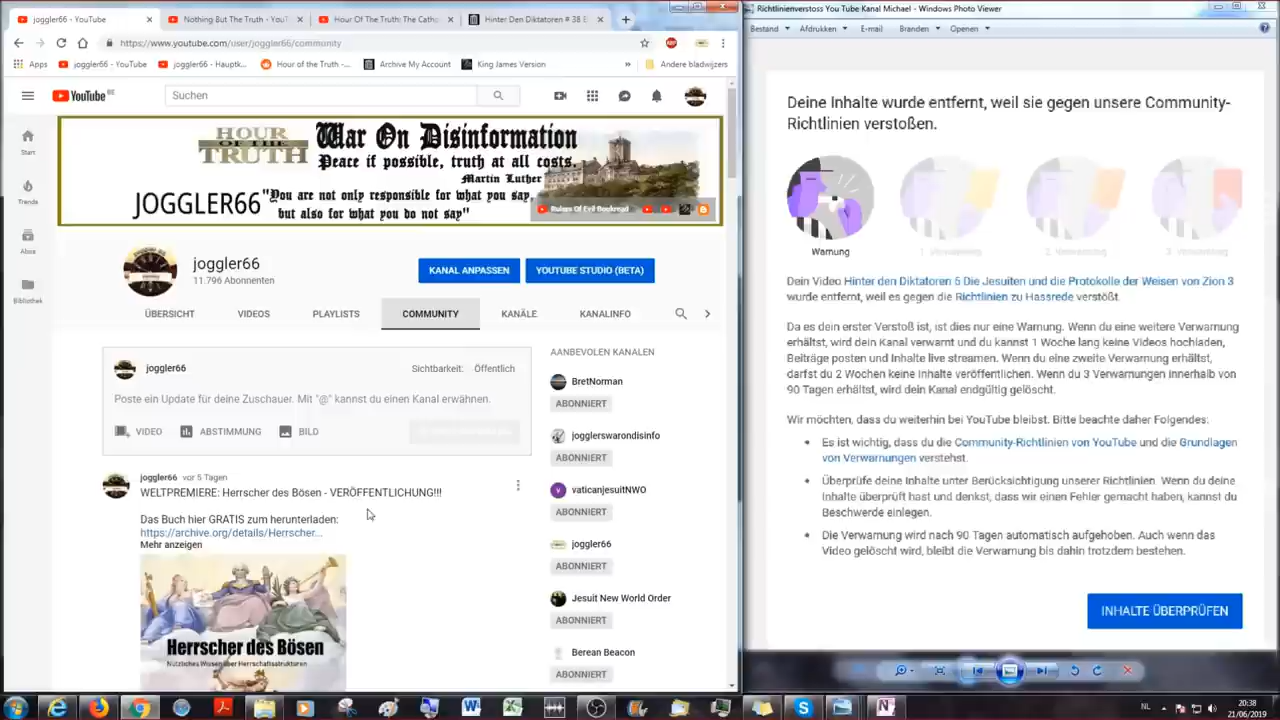 joggler66 - YouTube
Nothing But The Truth - YouT
Hour Of The Truth: The Catho
Hinter Den Diktatoren # 38 E
https://www.youtube.com/user/joggler66/community
Apps
joggler66 - YouTube
joggler66 - Hauptk...
Hour of the Truth -...
Archive My Account
King James Version
»
Andere bladwijzers
YouTube BE
Suchen
Start
Trends
Abos
Bibliothek
HOUR
OF THE
TRUTH
War On Disinformation
Peace if possible, truth at all costs.
Martin Luther
JOGGLER66
"You are not only responsible for what you say,
but also for what you do not say"
Rulers Of Evil Bookread
joggler66
11.796 Abonnenten
KANAL ANPASSEN
YOUTUBE STUDIO (BETA)
ÜBERSICHT
VIDEOS
PLAYLISTS
COMMUNITY
KANÄLE
KANALINFO
joggler66
Sichtbarkeit: Öffentlich
Poste ein Update für deine Zuschauer. Mit "@" kannst du einen Kanal erwähnen.
VIDEO
ABSTIMMUNG
BILD
joggler66 vor 5 Tagen
WELTPREMIERE: Herrscher des Bösen - VERÖFFENTLICHUNG!!!
Das Buch hier GRATIS zum herunterladen:
https://archive.org/details/Herrscher...
Mehr anzeigen
Herrscher des Bösen
Nützliches Wissen über Herrschaftsstrukturen
AANBEVOLEN KANALEN
BretNorman
ABONNIERT
jogglerswarondisinfo
ABONNIERT
vaticanjesuitNWO
ABONNIERT
joggler66
ABONNIERT
Jesuit New World Order
ABONNIERT
Berean Beacon
ABONNIERT
Richtlinienverstoss You Tube Kanal Michael - Windows Photo Viewer
Bestand
Afdrukken
E-mail
Branden
Openen
Deine Inhalte wurde entfernt, weil sie gegen unsere Community-
Richtlinien verstoßen.
Warnung
1. Verwarnung
2. Verwarnung
3. Verwarnung
Dein Video Hinter den Diktatoren 6 Die Jesuiten und die Protokolle der Weisen von Zion 3
wurde entfernt, weil es gegen die Richtlinien zu Hassrede verstößt.
Da es dein erster Verstoß ist, ist dies nur eine Warnung. Wenn du eine weitere Verwarnung
erhältst, wird dein Kanal verwarnt und du kannst 1 Woche lang keine Videos hochladen,
Beiträge posten und Inhalte live streamen. Wenn du eine zweite Verwarnung erhältst,
darfst du 2 Wochen keine Inhalte veröffentlichen. Wenn du 3 Verwarnungen innerhalb von
90 Tagen erhältst, wird dein Kanal endgültig gelöscht.
Wir möchten, dass du weiterhin bei YouTube bleibst. Bitte beachte daher Folgendes:
• Es ist wichtig, dass du die Community-Richtlinien von YouTube und die Grundlagen
von Verwarnungen verstehst.
• Überprüfe deine Inhalte unter Berücksichtigung unserer Richtlinien. Wenn du deine
Inhalte überprüft hast und denkst, dass wir einen Fehler gemacht haben, kannst du
Beschwerde einlegen.
• Die Verwarnung wird nach 90 Tagen automatisch aufgehoben. Auch wenn das
Video gelöscht wird, bleibt die Verwarnung bis dahin trotzdem bestehen.
INHALTE ÜBERPRÜFEN
NL
20:38
21/06/2019